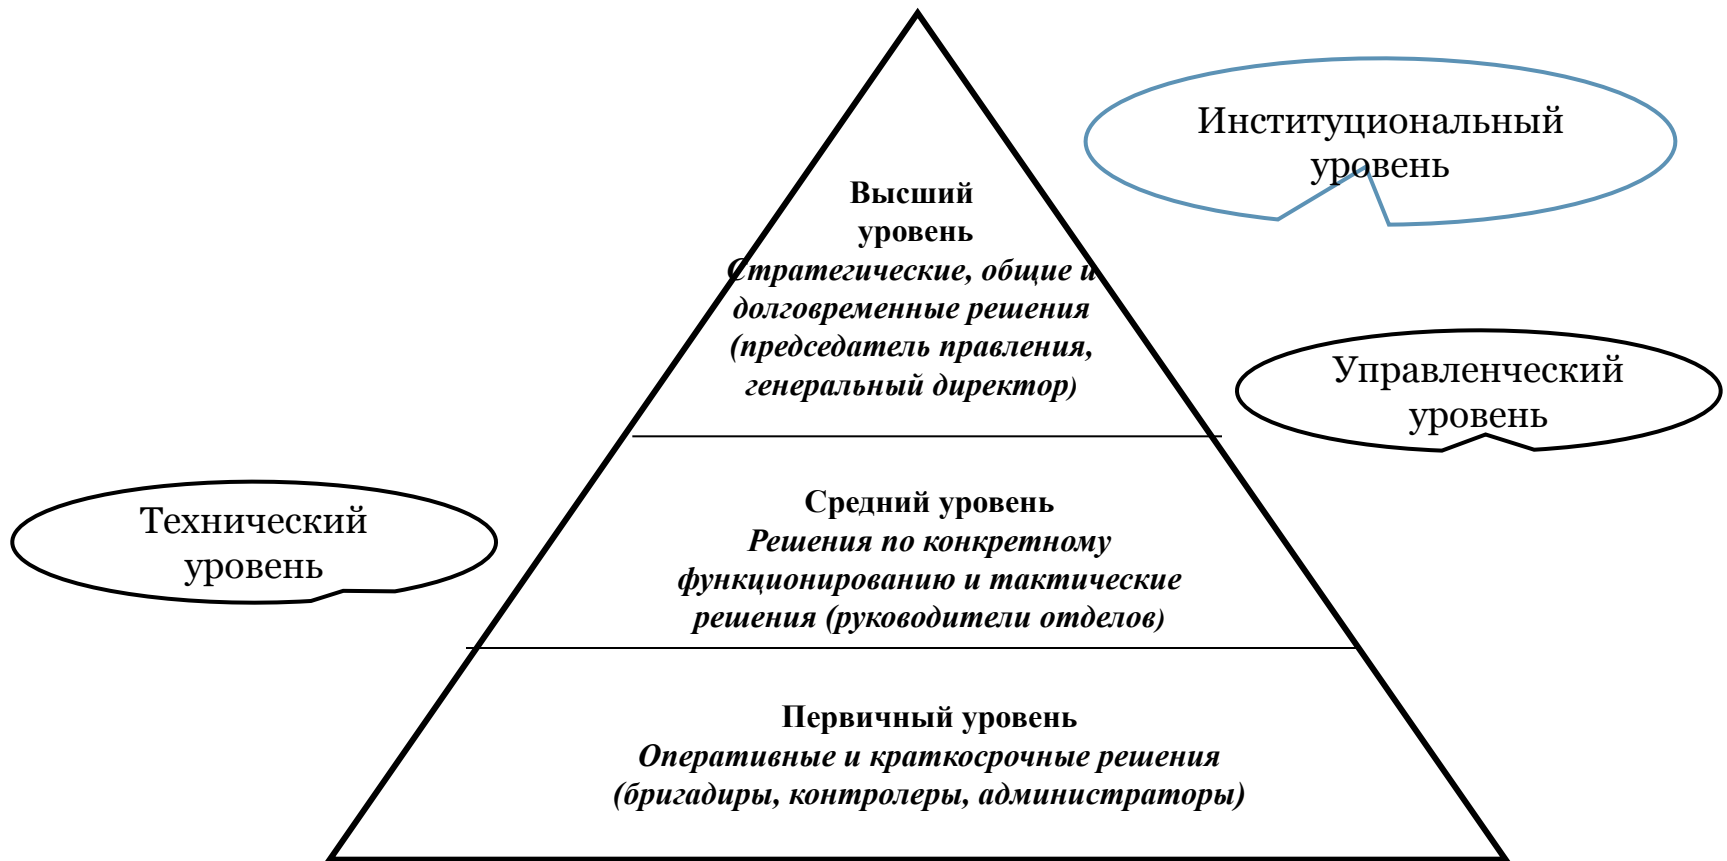 Институциональный
уровень
Высший
уровень
Стратегические, общие и
долговременные решения
(председатель правления,
генеральный директор)
Управленческий
уровень
Технический
уровень
Средний уровень
Решения по конкретному
функционированию и тактические
решения (руководители отделов)
Первичный уровень
Оперативные и краткосрочные решения
(бригадиры, контролеры, администраторы)